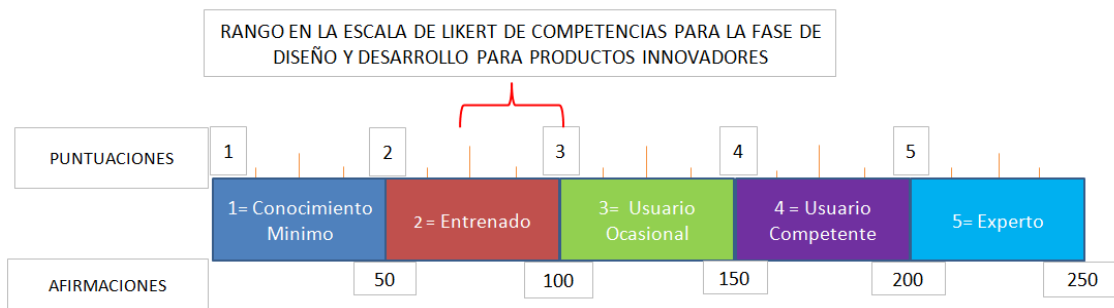 RANGO EN LA ESCALA DE LIKERT DE COMPETENCIAS PARA LA FASE DE
DISEÑO Y DESARROLLO PARA PRODUCTOS INNOVADORES
PUNTUACIONES
1
2
3
4
5
1= Conocimiento
Minimo
2 = Entrenado
3= Usuario
Ocasional
4 = Usuario
Competente
5= Experto
AFIRMACIONES
50
100
150
200
250